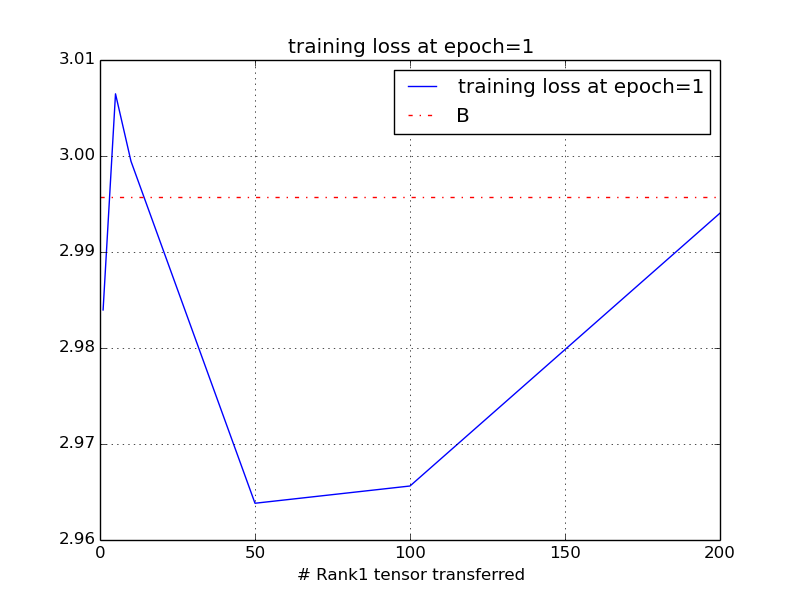 training loss at epoch=1
training loss at epoch=1
B
3.01
3.00
2.99
2.98
2.97
2.96
0 50 100 150 200
# Rank1 tensor transferred